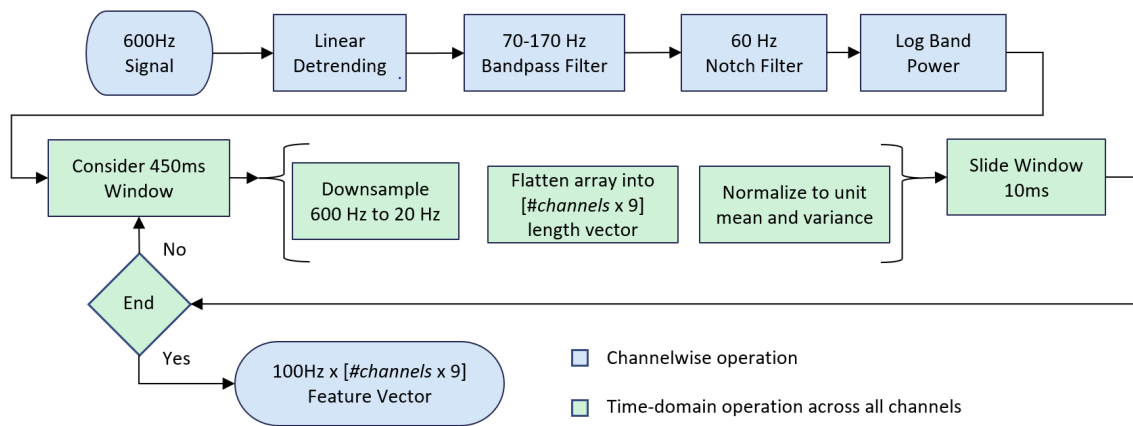 600Hz
Signal
Linear
Detrending
70-170 Hz
Bandpass Filter
60 Hz
Notch Filter
Log Band
Power
Consider 450ms
Window
Downsample
600 Hz to 20 Hz
Flatten array into
[#channels x 9]
length vector
Normalize to unit
mean and variance
Slide Window
10ms
No
End
Yes
100Hz x [#channels x 9]
Feature Vector
Channelwise operation
Time-domain operation across all channels